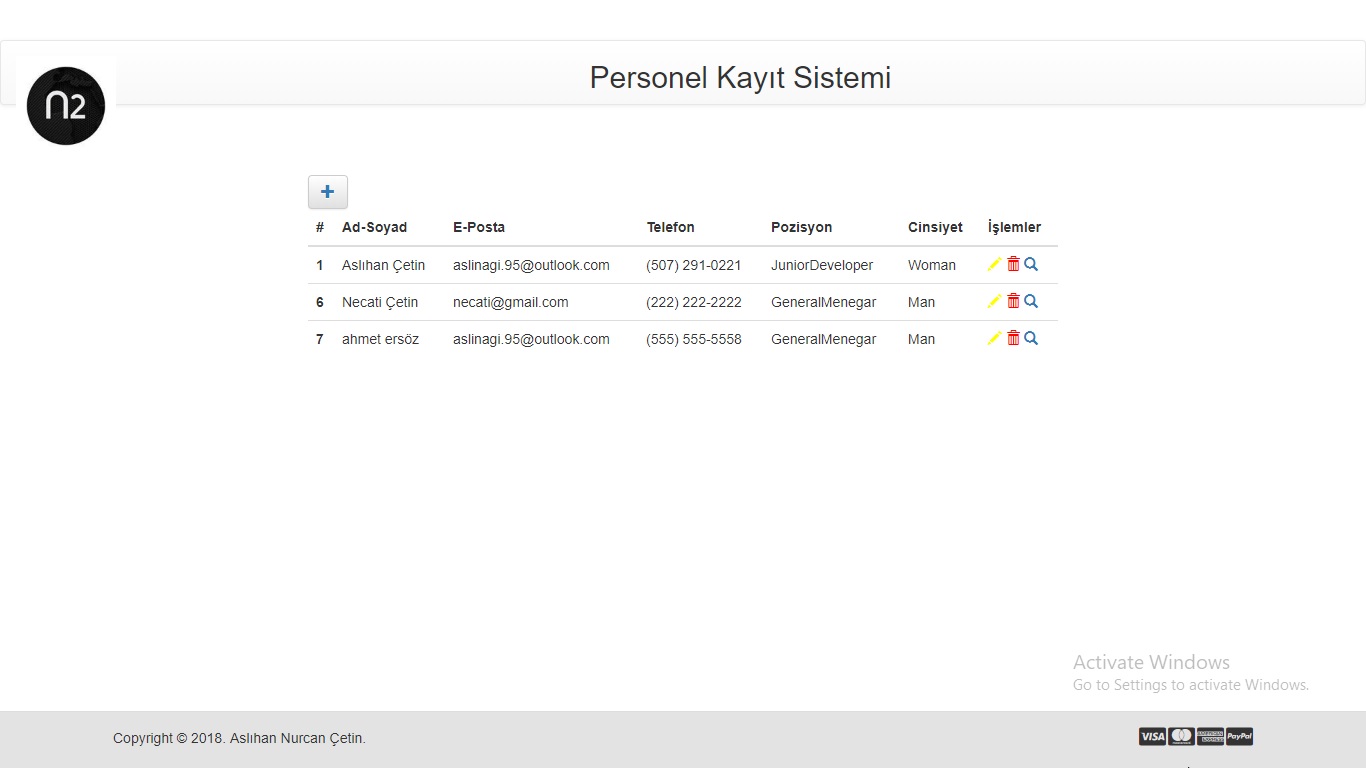 Personel Kayıt Sistemi
n2
# Ad-Soyad E-Posta Telefon Pozisyon Cinsiyet İşlemler
1 Aslıhan Çetin aslinagi.95@outlook.com (507) 291-0221 JuniorDeveloper Woman
6 Necati Çetin necati@gmail.com (222) 222-2222 GeneralMenegar Man
7 ahmet ersöz aslinagi.95@outlook.com (555) 555-5558 GeneralMenegar Man
Activate Windows
Go to Settings to activate Windows.
Copyright © 2018. Aslıhan Nurcan Çetin. VISA MasterCard AMERICAN EXPRESS PayPal